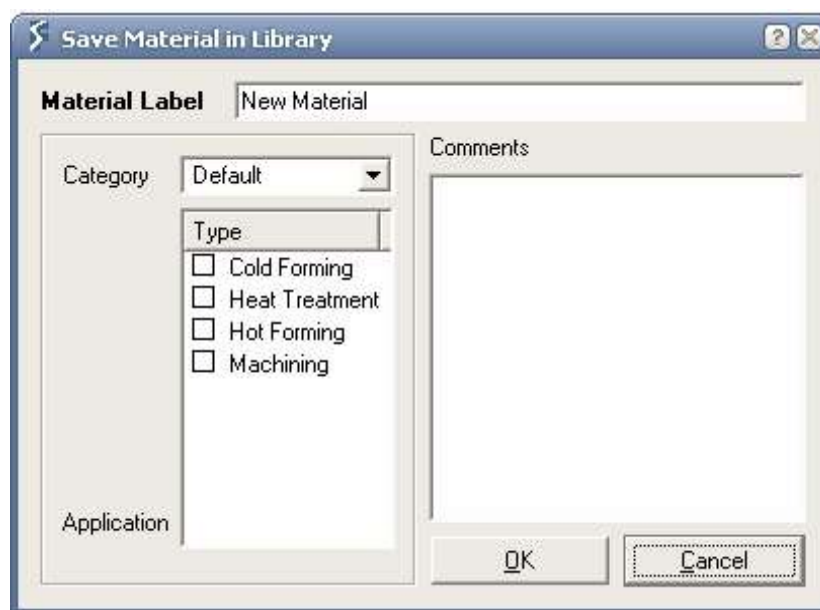 Save Material in Library
Material Label New Material
Category Default
Type
Cold Forming
Heat Treatment
Hot Forming
Machining
Application
Comments
OK Cancel